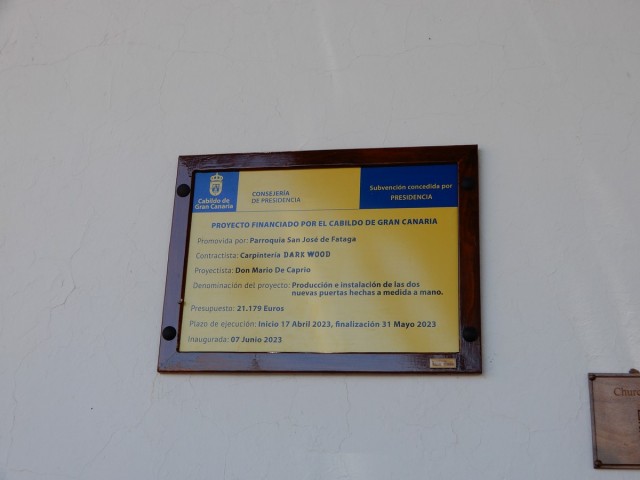 Cabildo de
Gran Canaria
CONSEJERÍA
DE PRESIDENCIA
Subvención concedida por
PRESIDENCIA
PROYECTO FINANCIADO POR EL CABILDO DE GRAN CANARIA
Promovida por: Parroquia San José de Fataga
Contractista: Carpintería DARK WOOD
Proyectista: Don Mario De Caprio
Denominación del proyecto: Producción e instalación de las dos
nuevas puertas hechas a medida a mano.
Presupuesto: 21.179 Euros
Plazo de ejecución: Inicio 17 Abril 2023, finalización 31 Mayo 2023
Inaugurada: 07 Junio 2023